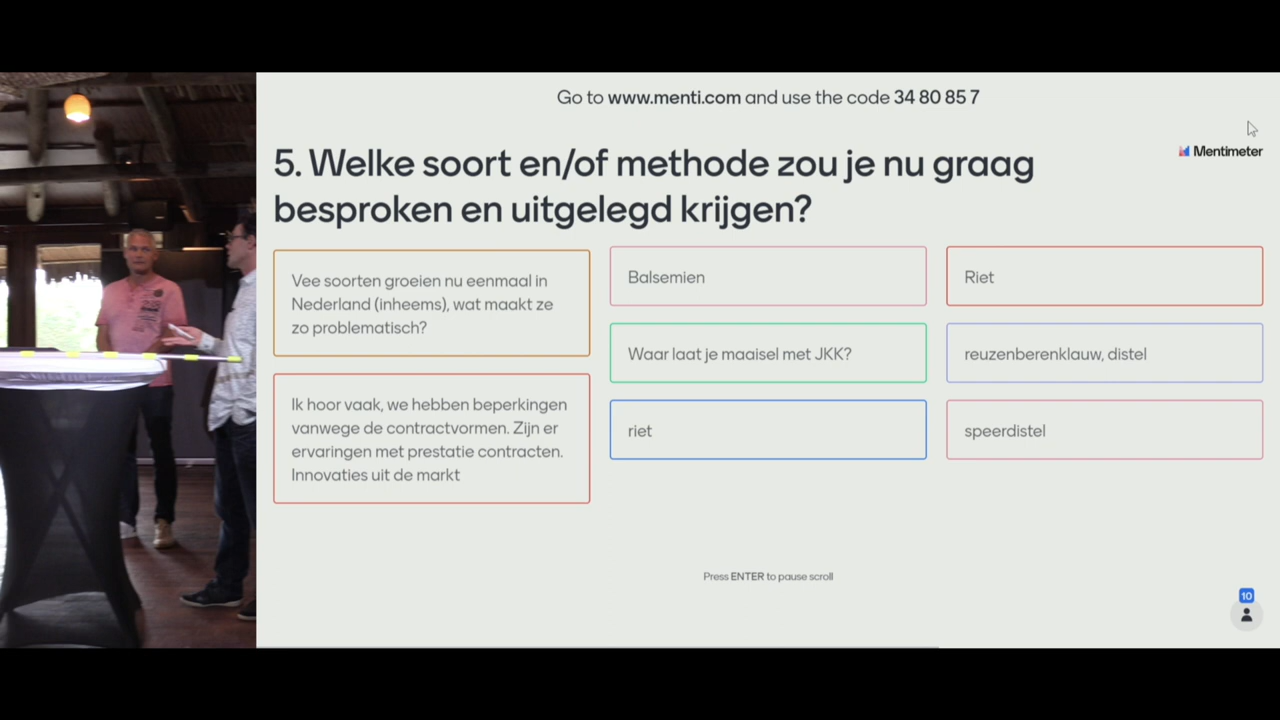 Go to www.menti.com and use the code 34 80 85 7
Mentimeter
5. Welke soort en/of methode zou je nu graag
besproken en uitgelegd krijgen?
Vee soorten groeien nu eenmaal in
Nederland (inheems), wat maakt ze
zo problematisch?
Ik hoor vaak, we hebben beperkingen
vanwege de contractvormen. Zijn er
ervaringen met prestatie contracten.
Innovaties uit de markt
Balsemien
Waar laat je maaisel met JKK?
riet
Riet
reuzenberenklauw, distel
speerdistel
Press ENTER to pause scroll
10